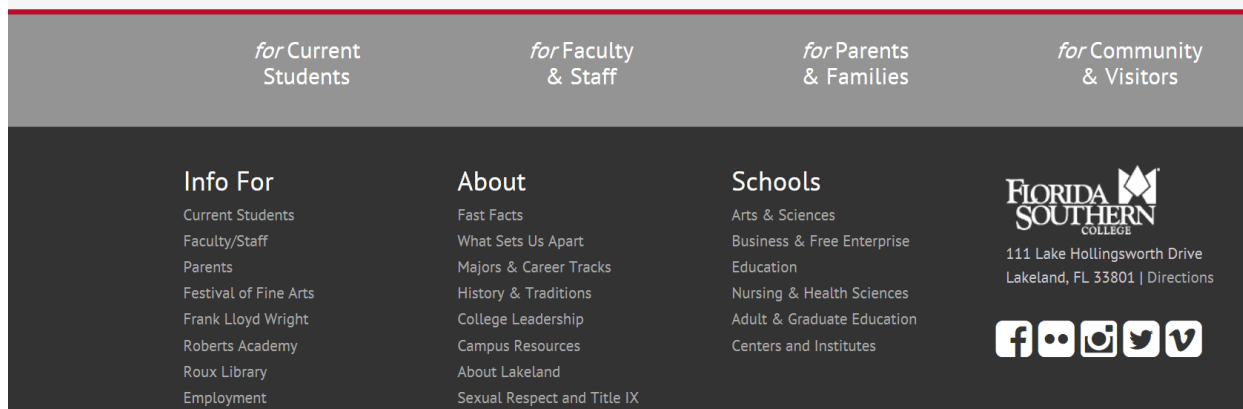 for Current
Students
for Faculty
& Staff
for Parents
& Families
for Community
& Visitors
Info For
Current Students
Faculty/Staff
Parents
Festival of Fine Arts
Frank Lloyd Wright
Roberts Academy
Roux Library
Employment
About
Fast Facts
What Sets Us Apart
Majors & Career Tracks
History & Traditions
College Leadership
Campus Resources
About Lakeland
Sexual Respect and Title IX
Schools
Arts & Sciences
Business & Free Enterprise
Education
Nursing & Health Sciences
Adult & Graduate Education
Centers and Institutes
FLORIDA
SOUTHERN
COLLEGE
111 Lake Hollingsworth Drive
Lakeland, FL 33801 | Directions